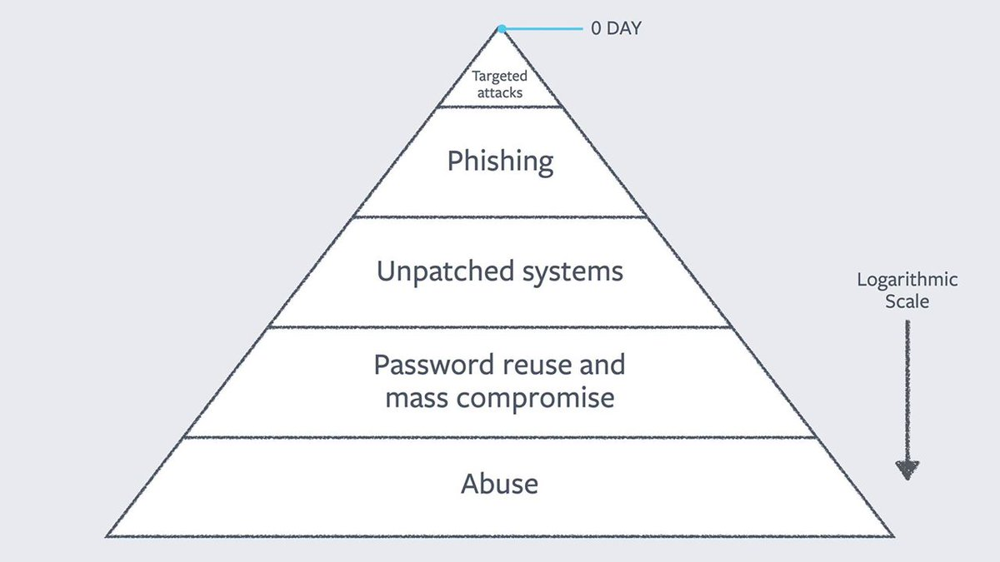 0 DAY
Targeted
attacks
Phishing
Unpatched systems
Logarithmic
Scale
Password reuse and
mass compromise
Abuse